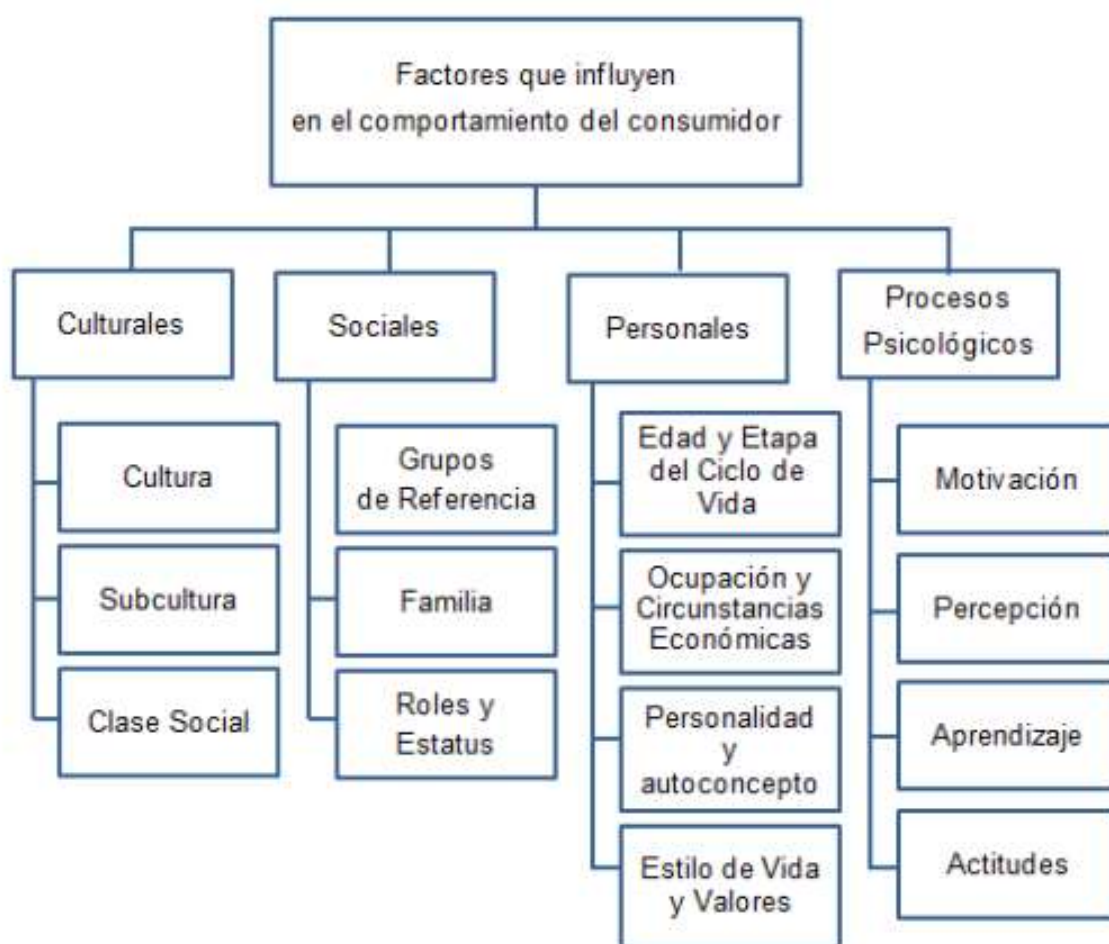 Factores que influyen
en el comportamiento del consumidor
Culturales
Cultura
Subcultura
Clase Social
Sociales
Grupos
de Referencia
Familia
Roles y
Estatus
Personales
Edad y Etapa
del Ciclo de
Vida
Ocupación y
Circunstancias
Económicas
Personalidad
y
autoconcepto
Estilo de Vida
y Valores
Procesos
Psicológicos
Motivación
Percepción
Aprendizaje
Actitudes